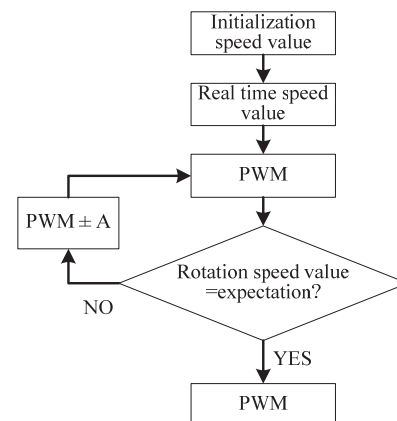 Initialization
speed value
Real time speed
value
PWM
PWM ± A
Rotation speed value
=expectation?
NO
YES
PWM